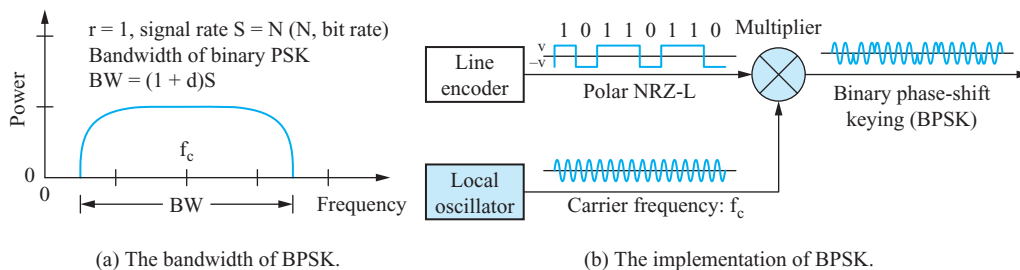 r = 1, signal rate S = N (N, bit rate)
Bandwidth of binary PSK
BW = (1 + d)S
Power
f_c
0
0
BW
Frequency
(a) The bandwidth of BPSK.
1 0 1 1 0 1 1 0
Multiplier
v
–v
Line
encoder
Polar NRZ-L
Binary phase-shift
keying (BPSK)
Local
oscillator
Carrier frequency: f_c
(b) The implementation of BPSK.